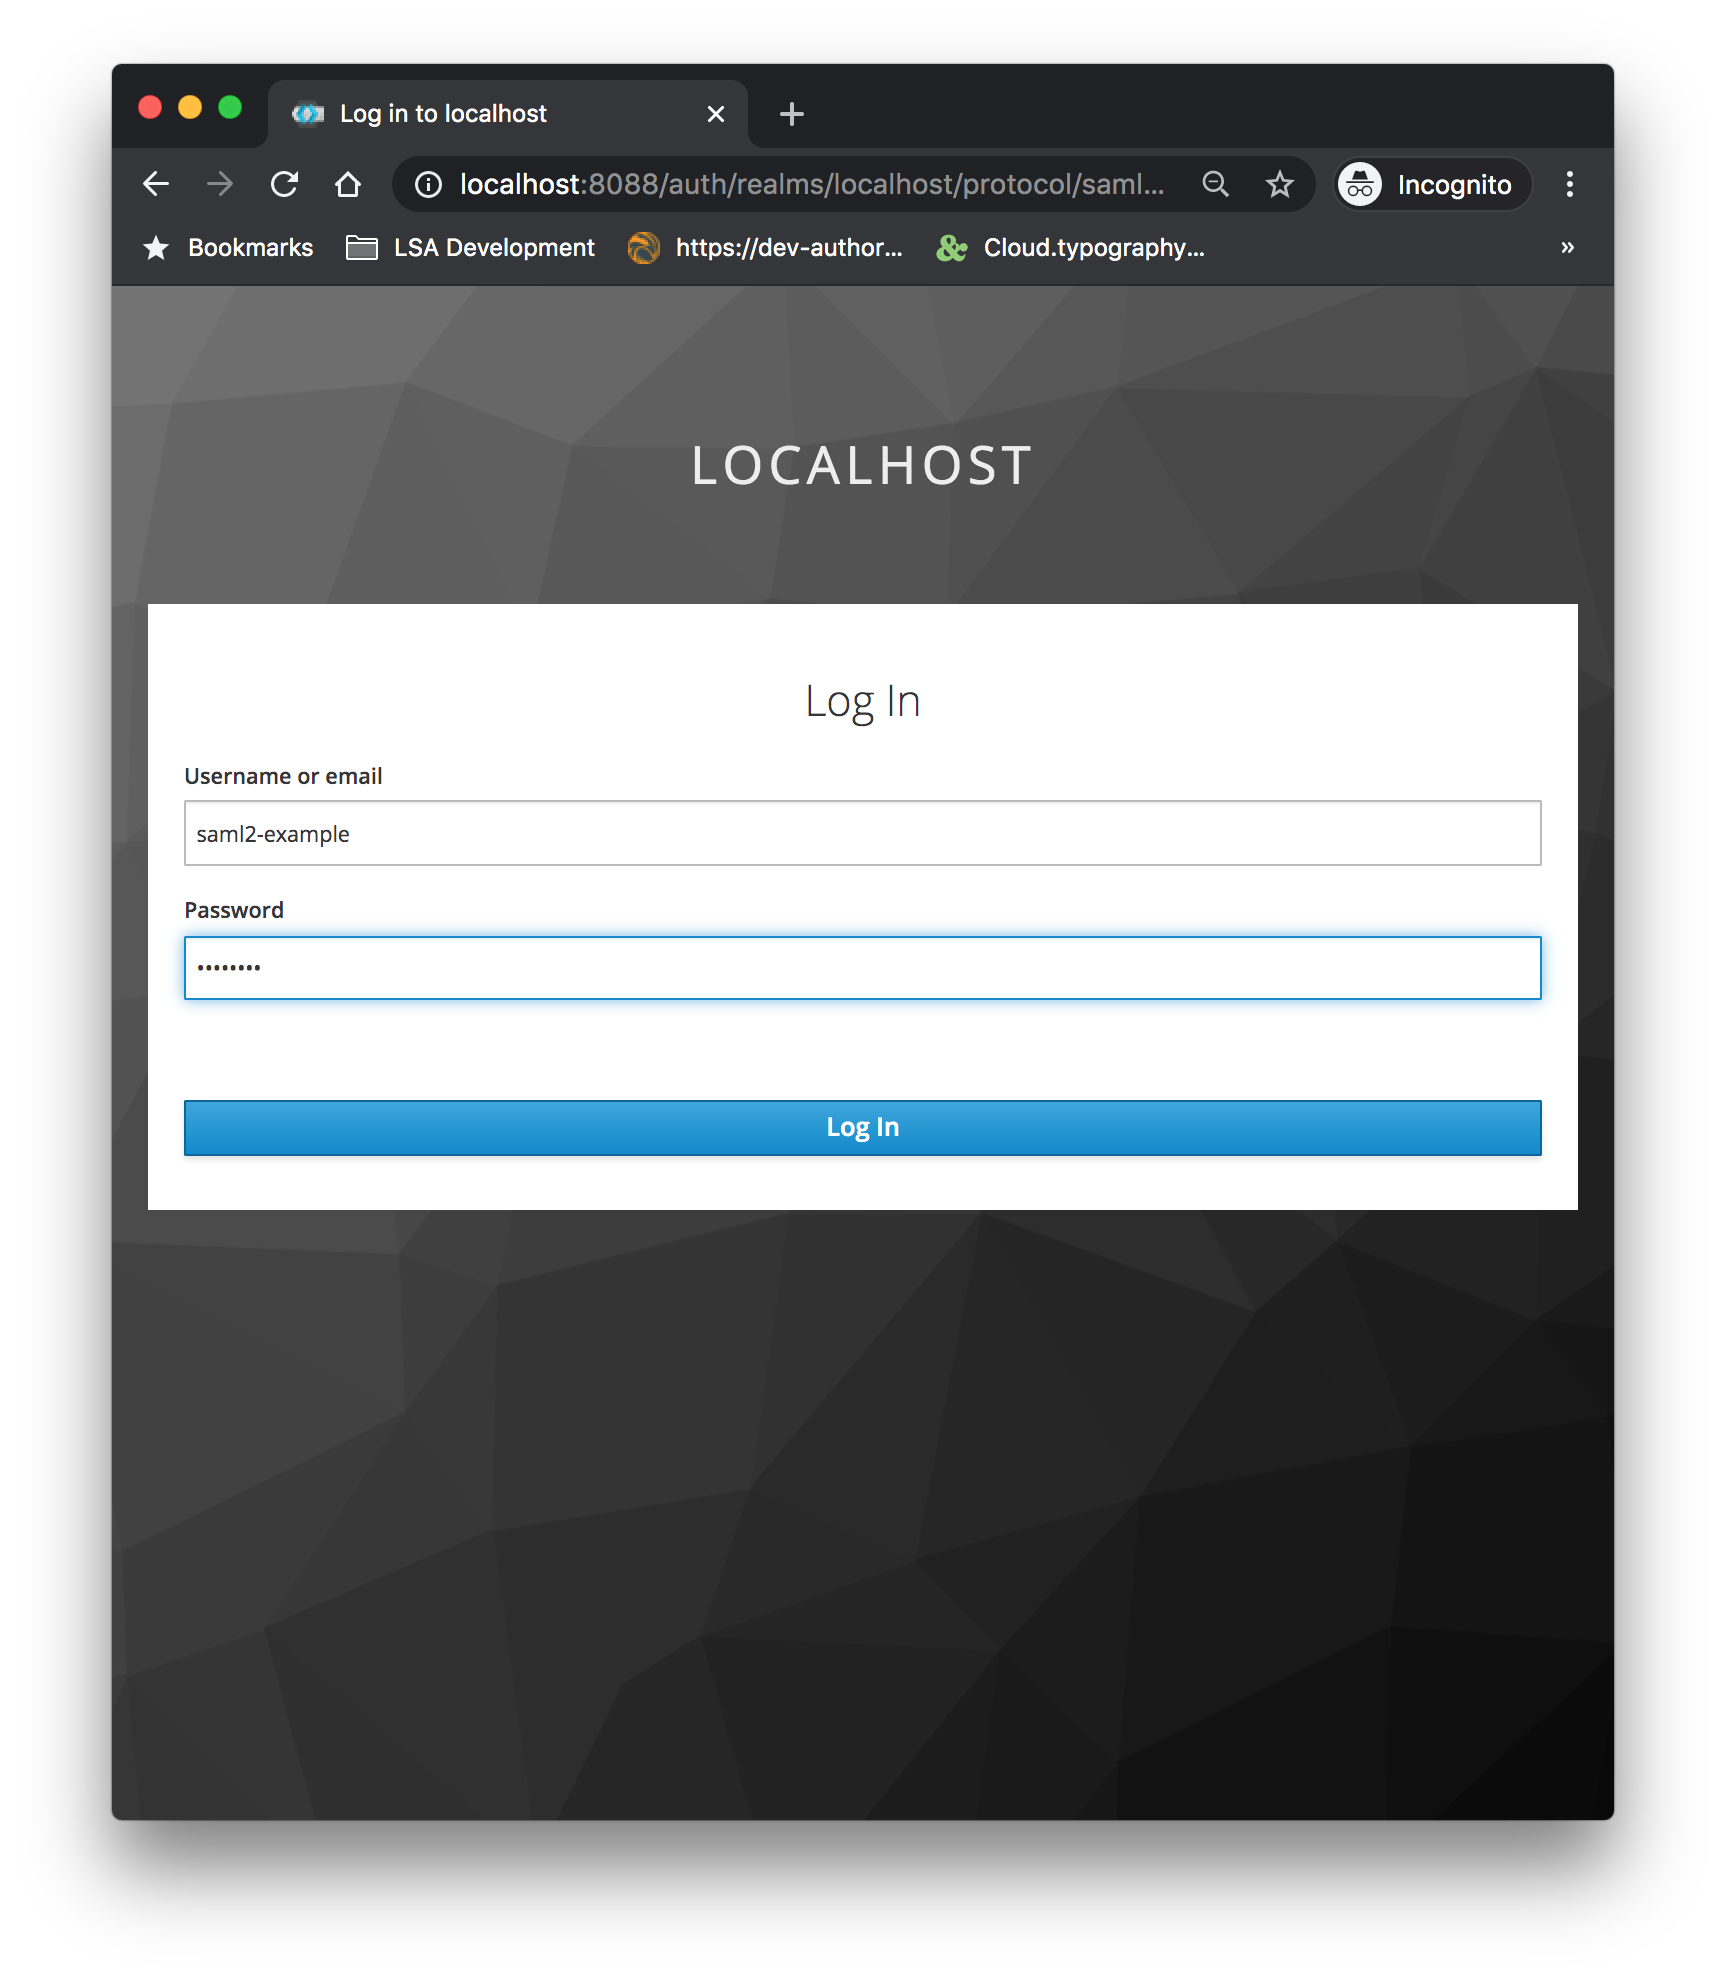 Log in to localhost
localhost:8088/auth/realms/localhost/protocol/saml...
Incognito
Bookmarks
LSA Development
https://dev-author...
Cloud.typography...
»
LOCALHOST
Log In
Username or email
saml2-example
Password
••••••••
Log In